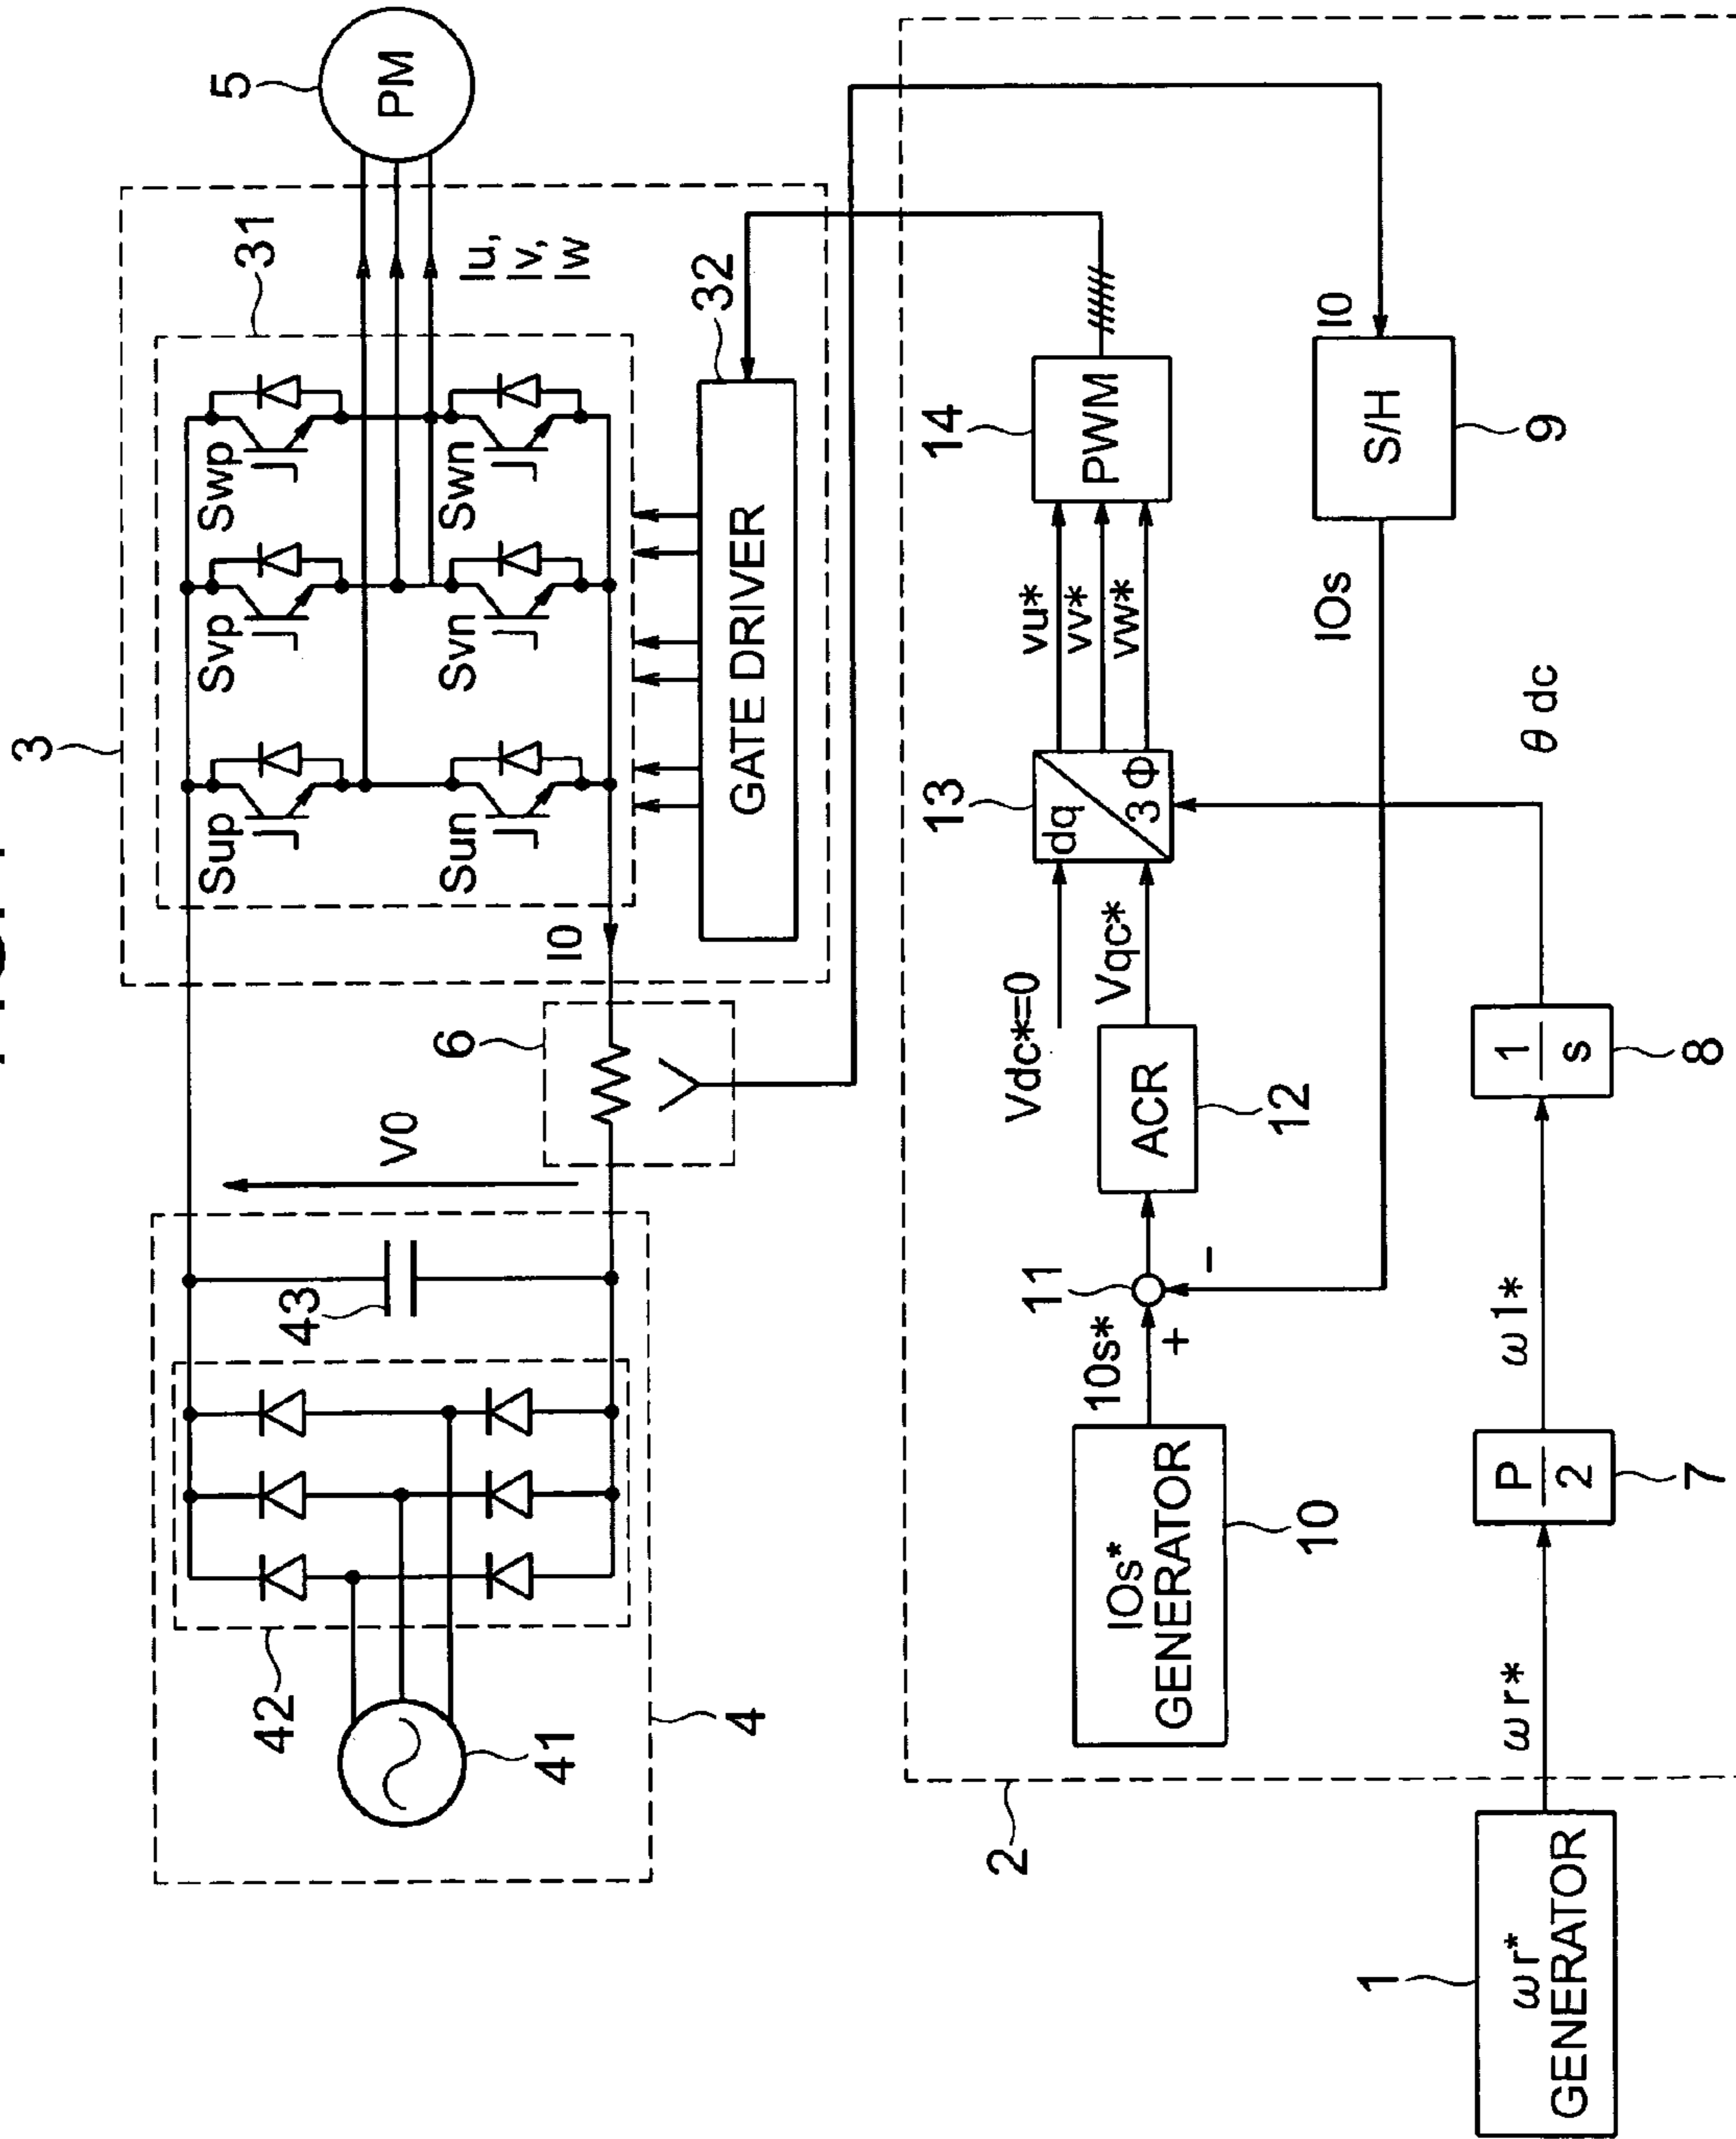 3
31
5
PM
Sup
Svp
Swp
Iu,
Iv,
Iw
Sun
Svn
Swn
32
GATE DRIVER
I0
6
V0
43
42
41
4
2
14
13
PWM
vu*
vv*
vw*
dq
3Φ
Vdc*=0
Vqc*
ACR
12
11
+
−
10s*
IOs*
GENERATOR
10
I0
S/H
9
IOs
θ dc
1
s
8
ω1*
P
2
7
ωr*
1
ωr*
GENERATOR